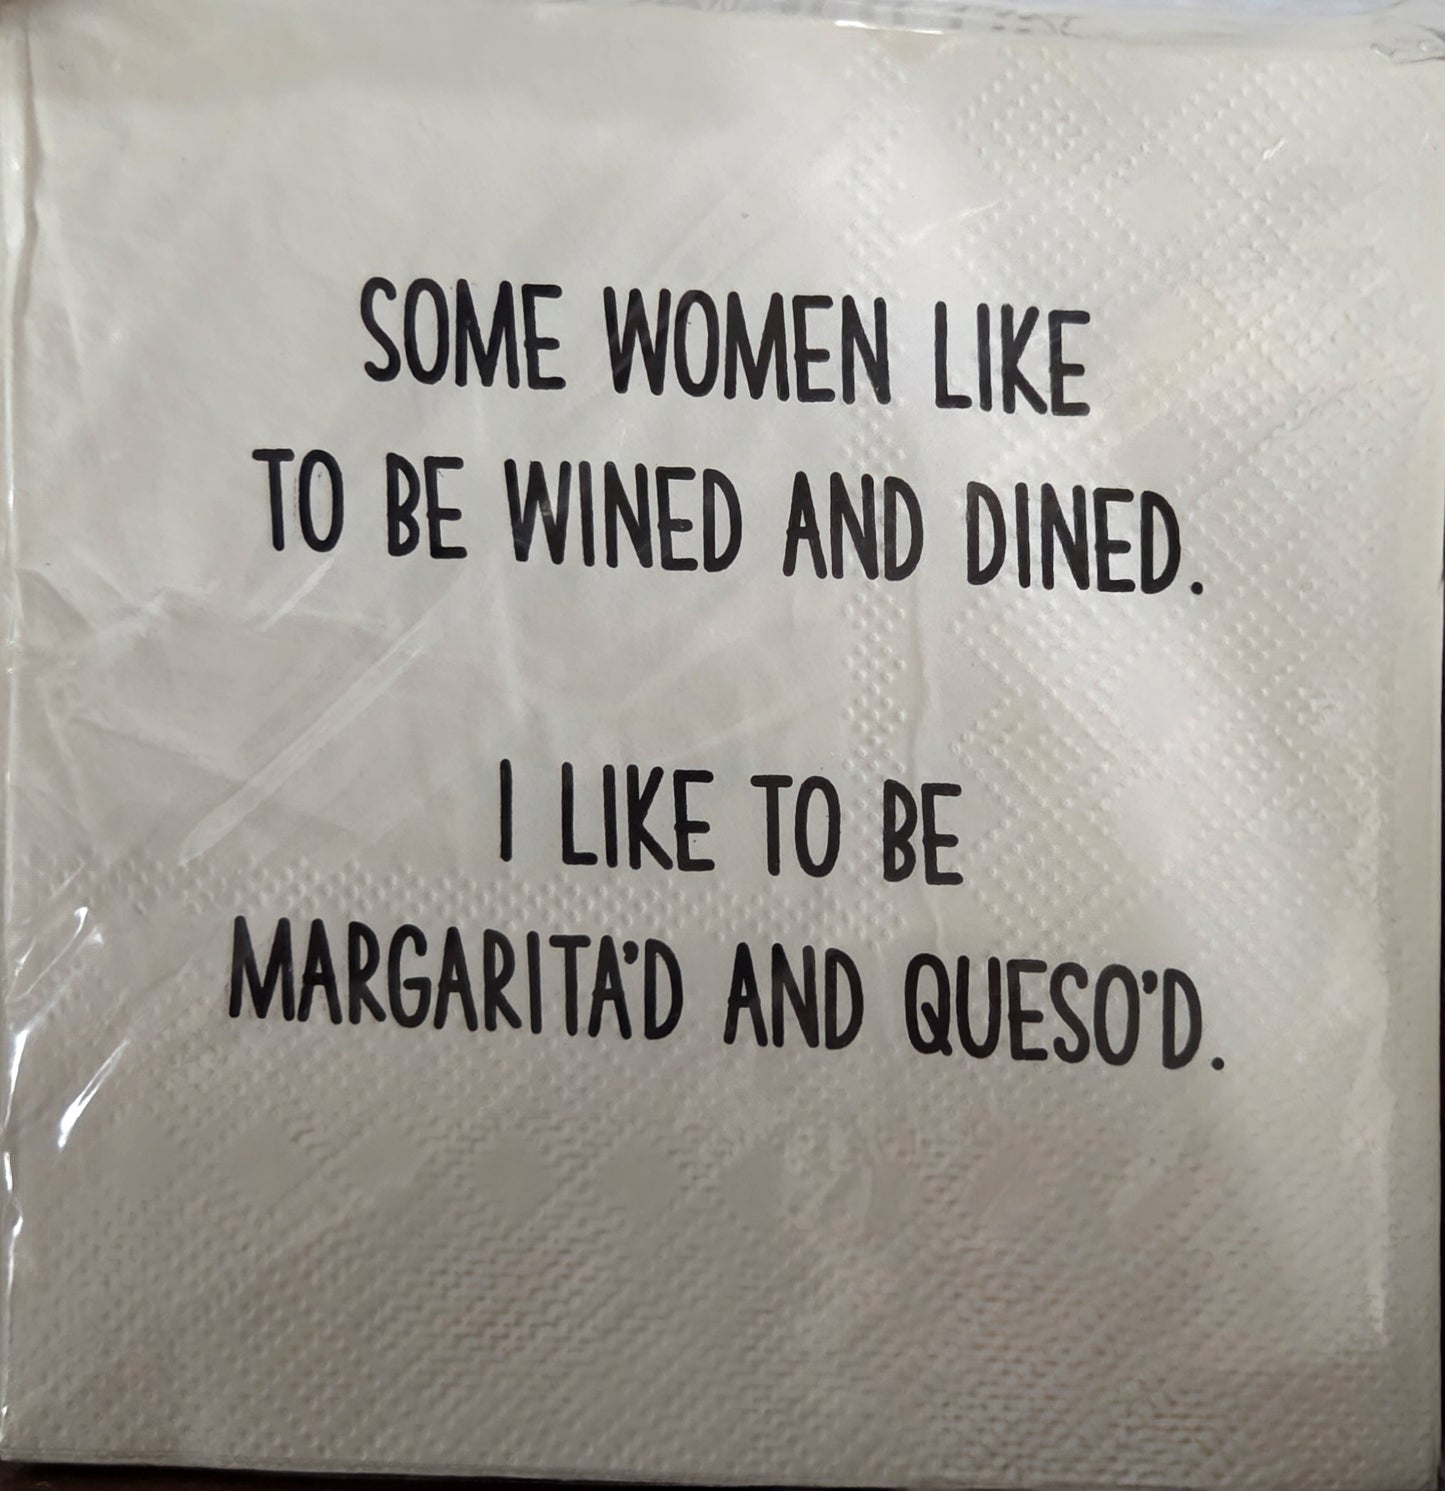 SOME WOMEN LIKE
TO BE WINED AND DINED.
I LIKE TO BE
MARGARITA'D AND QUESO'D.